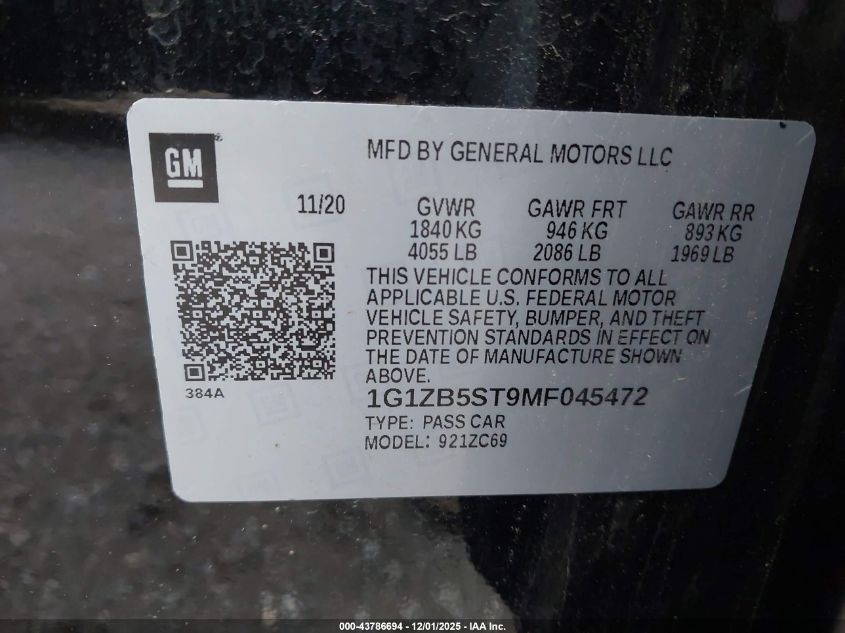 GM
MFD BY GENERAL MOTORS LLC
11/20 GVWR GAWR FRT GAWR RR
1840 KG 946 KG 893 KG
4055 LB 2086 LB 1969 LB
THIS VEHICLE CONFORMS TO ALL
APPLICABLE U.S. FEDERAL MOTOR
VEHICLE SAFETY, BUMPER, AND THEFT
PREVENTION STANDARDS IN EFFECT ON
THE DATE OF MANUFACTURE SHOWN
ABOVE.
384A
1G1ZB5ST9MF045472
TYPE: PASS CAR
MODEL: 921ZC69
000-43786694 - 12/01/2025 - IAA Inc.